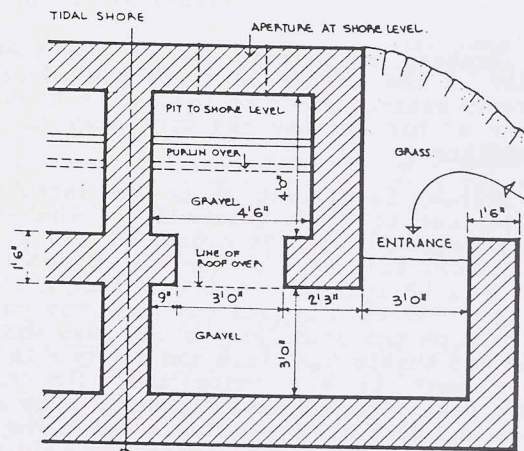 TIDAL SHORE
APERTURE AT SHORE LEVEL.
PIT TO SHORE LEVEL
PURLIN OVER
GRASS.
GRAVEL
4'0"
4'6"
1'6"
ENTRANCE
1'6"
LINE OF
ROOF OVER
9" 3'0" 2'3" 3'0"
GRAVEL
3'0"